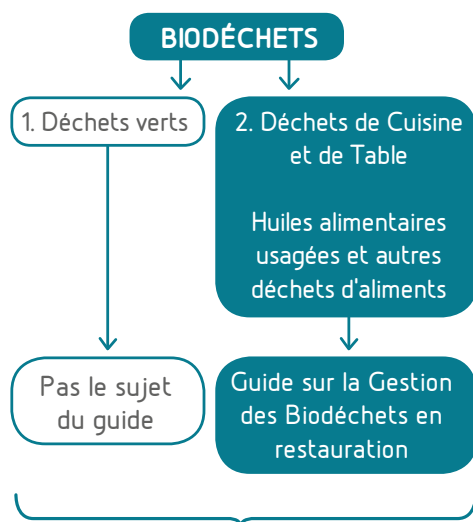 BIODÉCHETS
1. Déchets verts
2. Déchets de Cuisine
et de Table
Huiles alimentaires
usagées et autres
déchets d'aliments
Pas le sujet
du guide
Guide sur la Gestion
des Biodéchets en
restauration